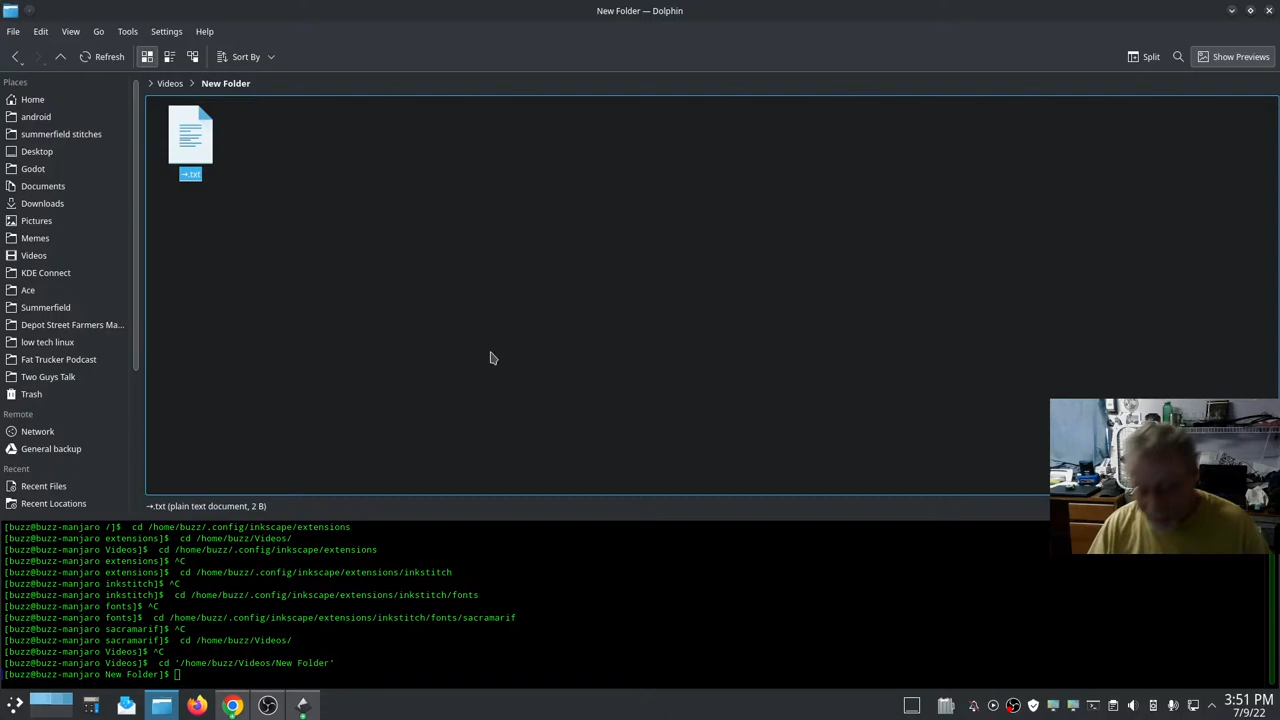 New Folder — Dolphin
File Edit View Go Tools Settings Help
Refresh Sort By Split Show Previews
Places
Videos New Folder
Home
android
summerfield stitches
Desktop
Godot
Documents
Downloads
Pictures
Memes
Videos
KDE Connect
Ace
Summerfield
Depot Street Farmers Ma...
low tech linux
Fat Trucker Podcast
Two Guys Talk
Trash
Remote
Network
General backup
Recent
Recent Files
Recent Locations
→.txt
→.txt (plain text document, 2 B)
[buzz@buzz-manjaro /]$ cd /home/buzz/.config/inkscape/extensions
[buzz@buzz-manjaro extensions]$ cd /home/buzz/Videos/
[buzz@buzz-manjaro Videos]$ cd /home/buzz/.config/inkscape/extensions
[buzz@buzz-manjaro extensions]$ ^C
[buzz@buzz-manjaro extensions]$ cd /home/buzz/.config/inkscape/extensions/inkstitch
[buzz@buzz-manjaro inkstitch]$ ^C
[buzz@buzz-manjaro inkstitch]$ cd /home/buzz/.config/inkscape/extensions/inkstitch/fonts
[buzz@buzz-manjaro fonts]$ ^C
[buzz@buzz-manjaro fonts]$ cd /home/buzz/.config/inkscape/extensions/inkstitch/fonts/sacramarif
[buzz@buzz-manjaro sacramarif]$ ^C
[buzz@buzz-manjaro sacramarif]$ cd /home/buzz/Videos/
[buzz@buzz-manjaro Videos]$ ^C
[buzz@buzz-manjaro Videos]$ cd '/home/buzz/Videos/New Folder'
[buzz@buzz-manjaro New Folder]$
3:51 PM
7/9/22